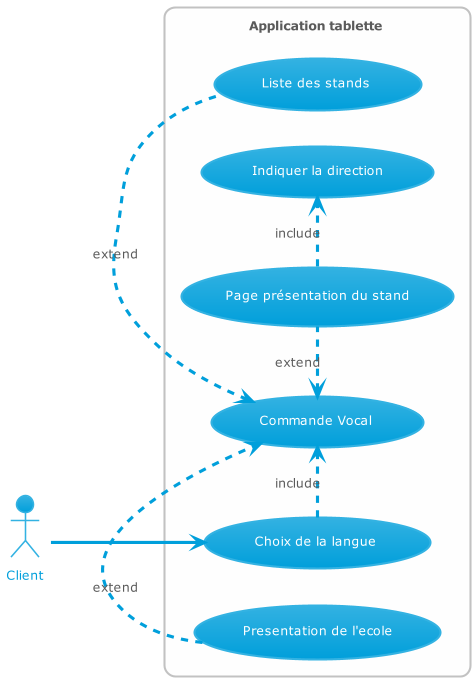 Application tablette
Liste des stands
Indiquer la direction
include
extend
Page présentation du stand
extend
Commande Vocal
include
Choix de la langue
Client
extend
Presentation de l'ecole